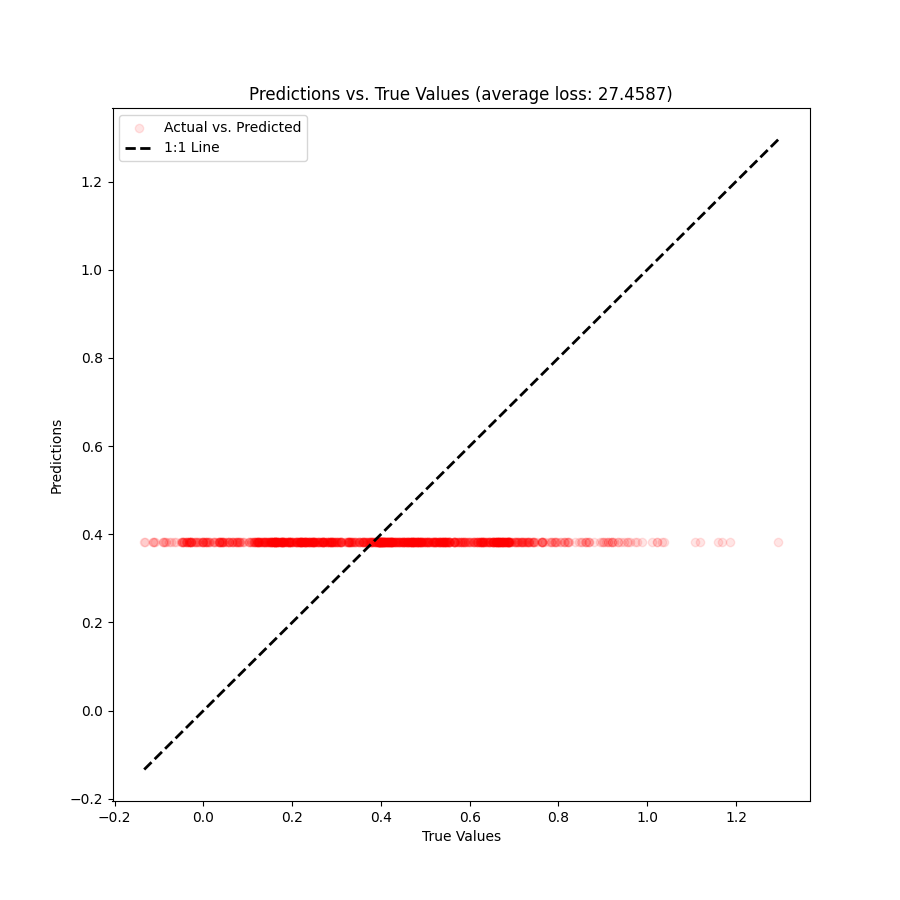 Predictions vs. True Values (average loss: 27.4587)
Actual vs. Predicted
1:1 Line
1.2
1.0
0.8
0.6
0.4
0.2
0.0
−0.2
Predictions
−0.2 0.0 0.2 0.4 0.6 0.8 1.0 1.2
True Values